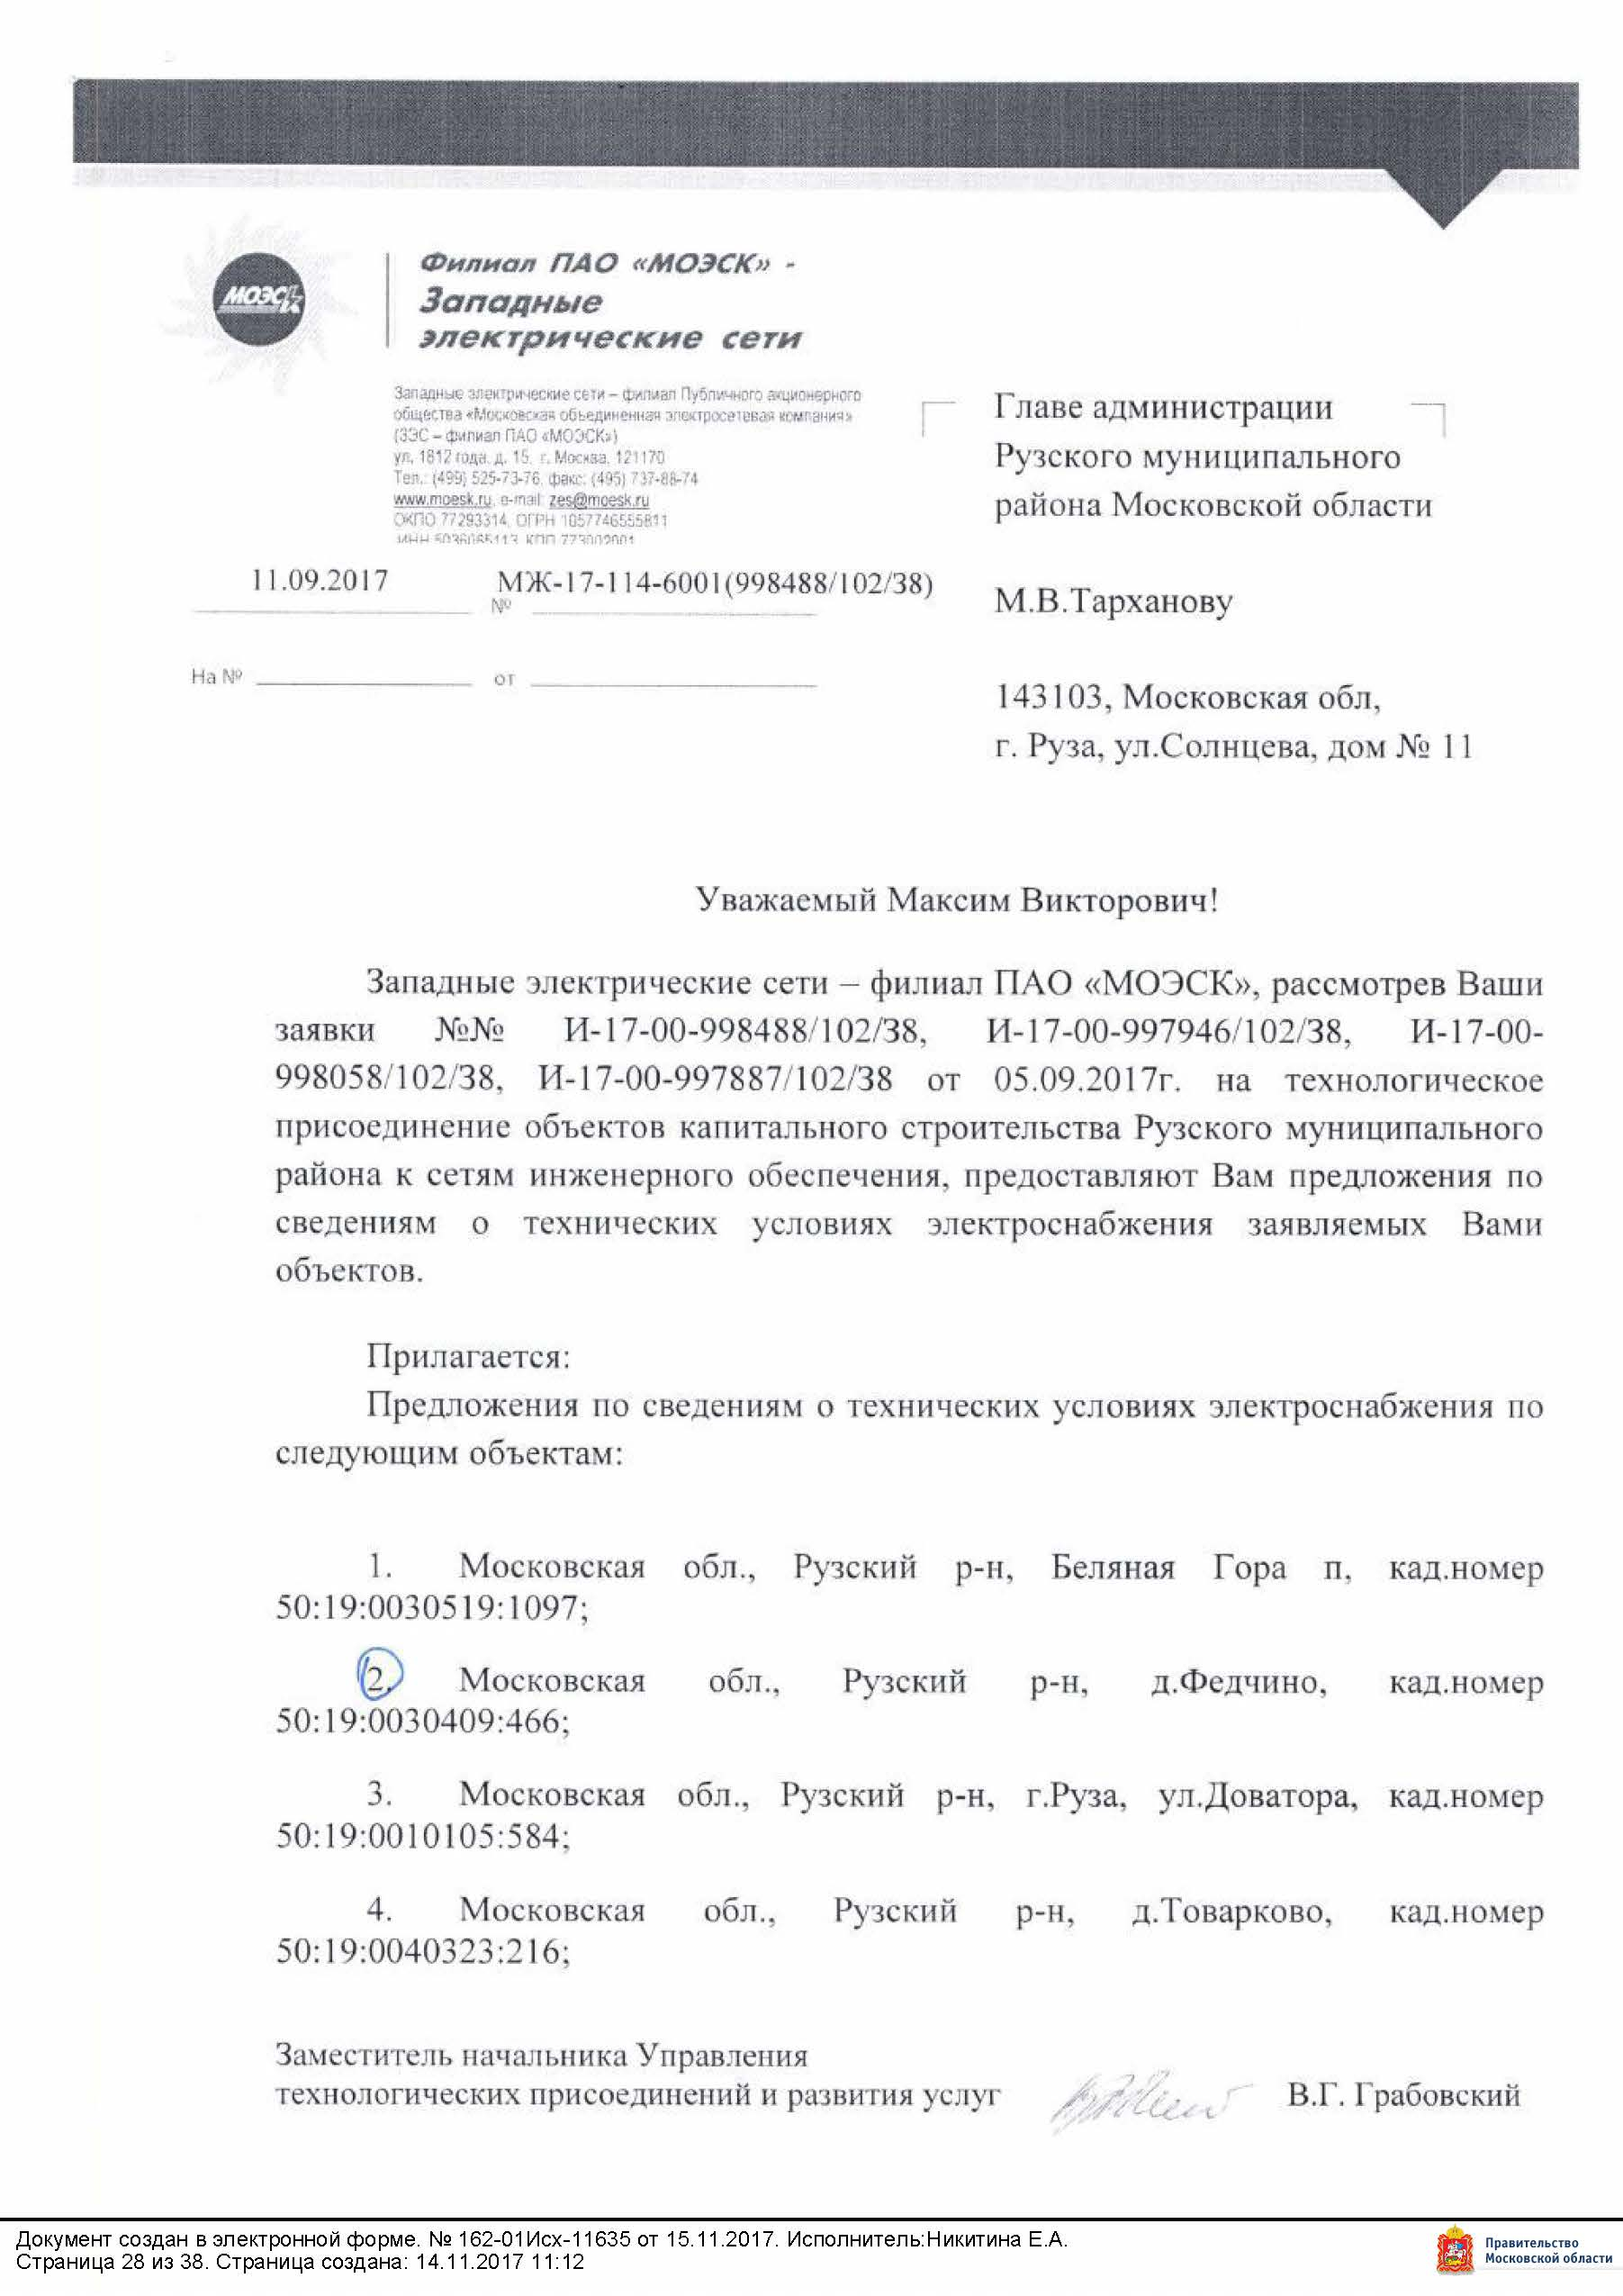 МОЭСК
Филиал ПАО «МОЭСК» -
Западные
электрические сети
Западные электрические сети – филиал Публичного акционерного
общества «Московская объединенная электросетевая компания»
(ЗЭС – филиал ПАО «МОЭСК»)
ул. 1812 года, д. 15, г. Москва, 121170
Тел.: (499) 525-73-76, факс: (495) 737-88-74
www.moesk.ru, e-mail: zes@moesk.ru
ОКПО 77293314, ОГРН 1057746555811
ИНН 5036065113, КПП 773002001
Главе администрации
Рузского муниципального
района Московской области
11.09.2017 МЖ-17-114-6001(998488/102/38)
№
М.В.Тарханову
На № от
143103, Московская обл,
г. Руза, ул.Солнцева, дом № 11
Уважаемый Максим Викторович!
Западные электрические сети – филиал ПАО «МОЭСК», рассмотрев Ваши
заявки №№ И-17-00-998488/102/38, И-17-00-997946/102/38, И-17-00-
998058/102/38, И-17-00-997887/102/38 от 05.09.2017г. на технологическое
присоединение объектов капитального строительства Рузского муниципального
района к сетям инженерного обеспечения, предоставляют Вам предложения по
сведениям о технических условиях электроснабжения заявляемых Вами
объектов.
Прилагается:
Предложения по сведениям о технических условиях электроснабжения по
следующим объектам:
1. Московская обл., Рузский р-н, Беляная Гора п, кад.номер
50:19:0030519:1097;
2. Московская обл., Рузский р-н, д.Федчино, кад.номер
50:19:0030409:466;
3. Московская обл., Рузский р-н, г.Руза, ул.Доватора, кад.номер
50:19:0010105:584;
4. Московская обл., Рузский р-н, д.Товарково, кад.номер
50:19:0040323:216;
Заместитель начальника Управления
технологических присоединений и развития услуг В.Г. Грабовский
Документ создан в электронной форме. № 162-01Исх-11635 от 15.11.2017. Исполнитель:Никитина Е.А.
Страница 28 из 38. Страница создана: 14.11.2017 11:12
Правительство
Московской области